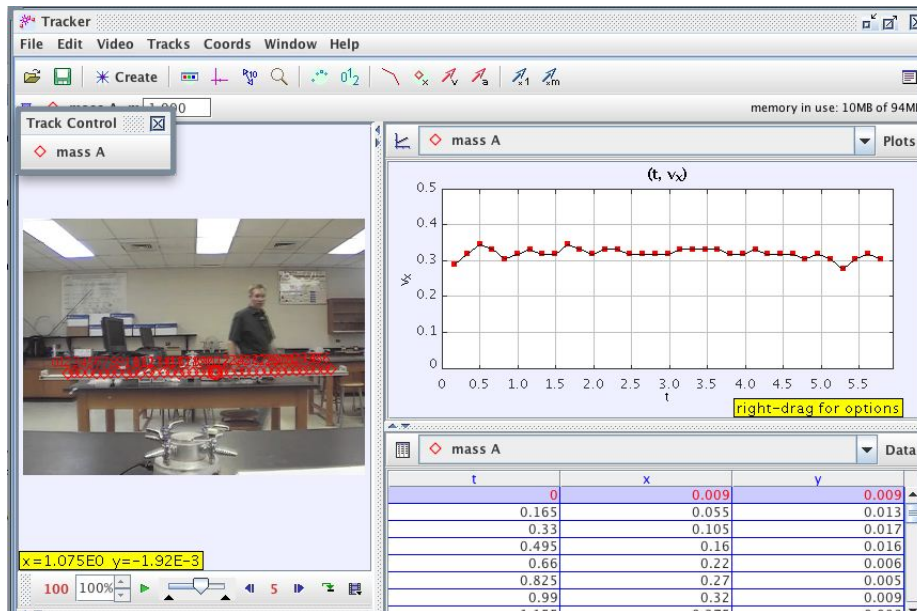 Tracker
File Edit Video Tracks Coords Window Help
Create
memory in use: 10MB of 94M
Track Control
mass A
mass A
Plots
(t, vx)
0.5
0.4
0.3
0.2
0.1
0
vx
0 0.5 1.0 1.5 2.0 2.5 3.0 3.5 4.0 4.5 5.0 5.5
t
right-drag for options
mass A
Data
t x y
0 0.009 0.009
0.165 0.055 0.013
0.33 0.105 0.017
0.495 0.16 0.016
0.66 0.22 0.006
0.825 0.27 0.005
0.99 0.32 0.009
x=1.075E0 y=-1.92E-3
100 100% 5